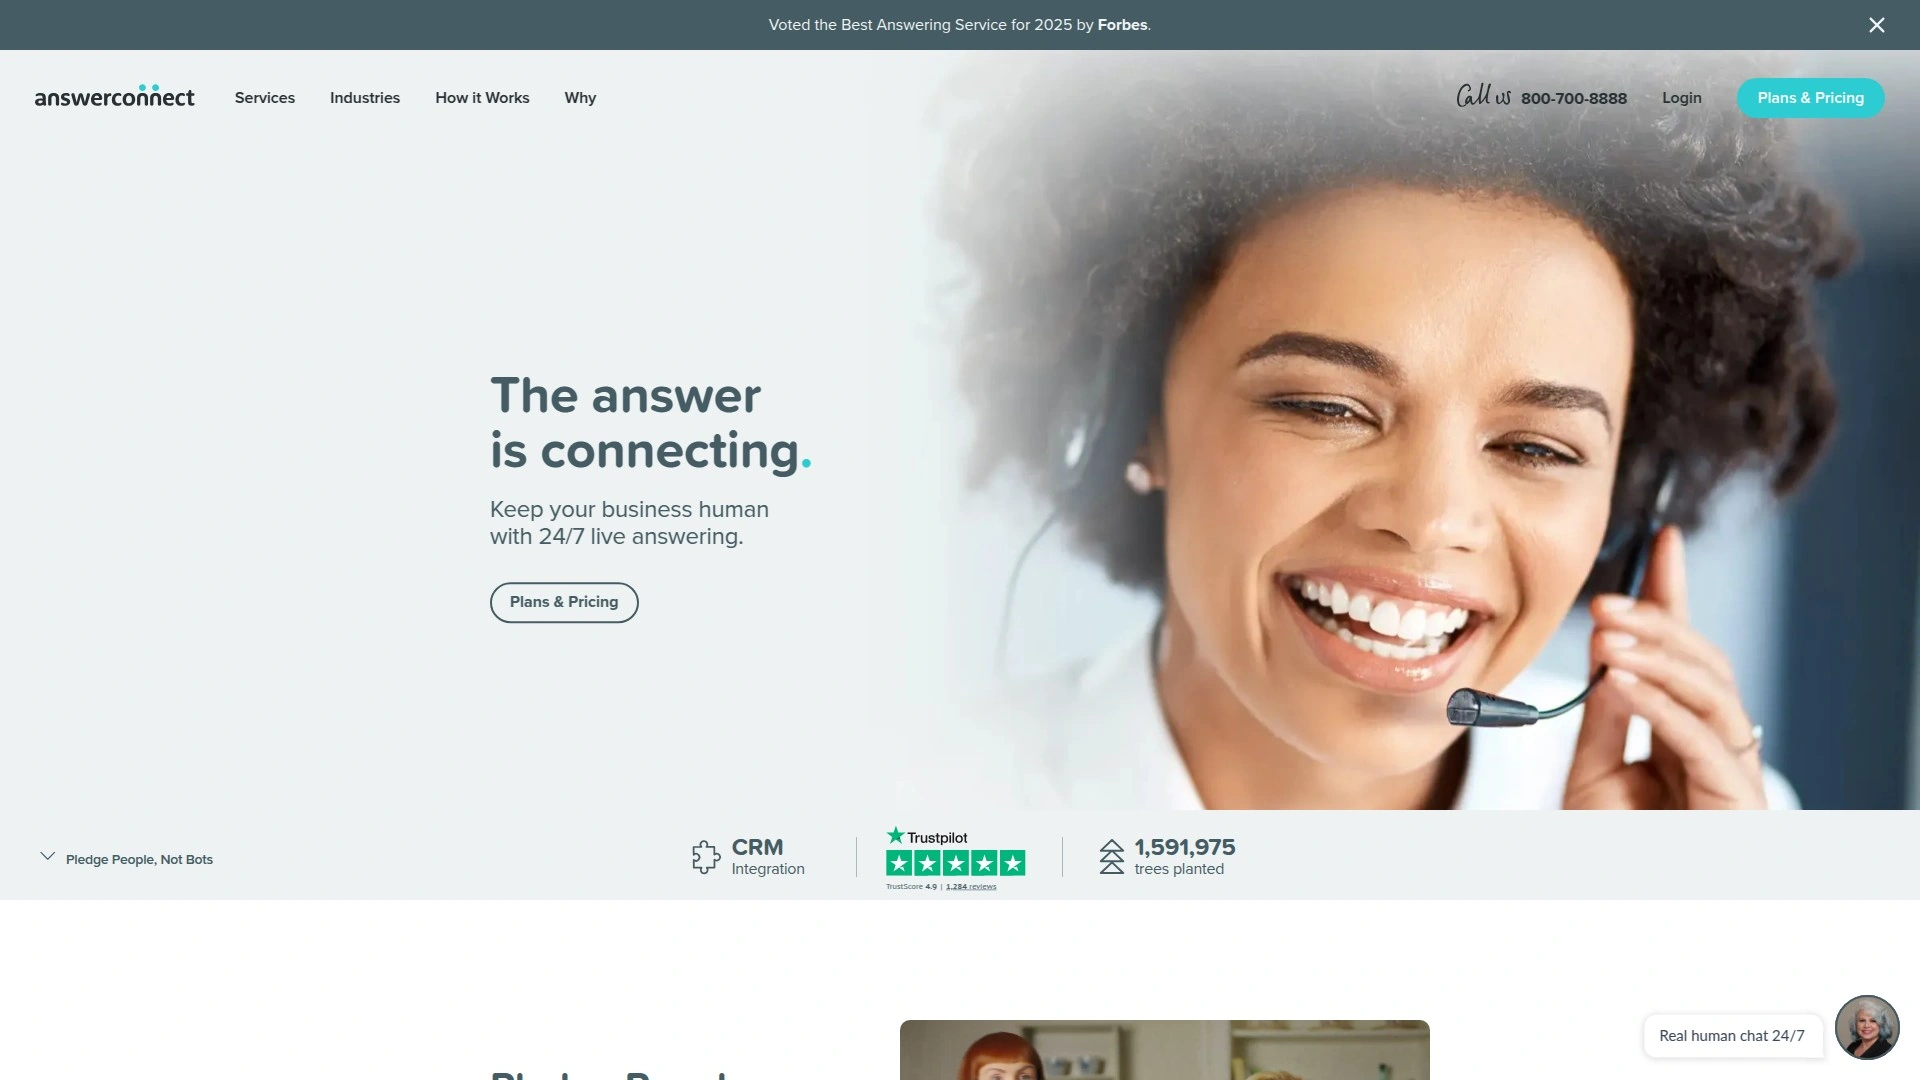 Voted the Best Answering Service for 2025 by Forbes.
answerconnect
Services
Industries
How it Works
Why
Call us 800-700-8888
Login
Plans & Pricing
The answer
is connecting.
Keep your business human
with 24/7 live answering.
Plans & Pricing
Pledge People, Not Bots
CRM
Integration
Trustpilot
TrustScore 4.9 | 1,284 reviews
1,591,975
trees planted
Real human chat 24/7